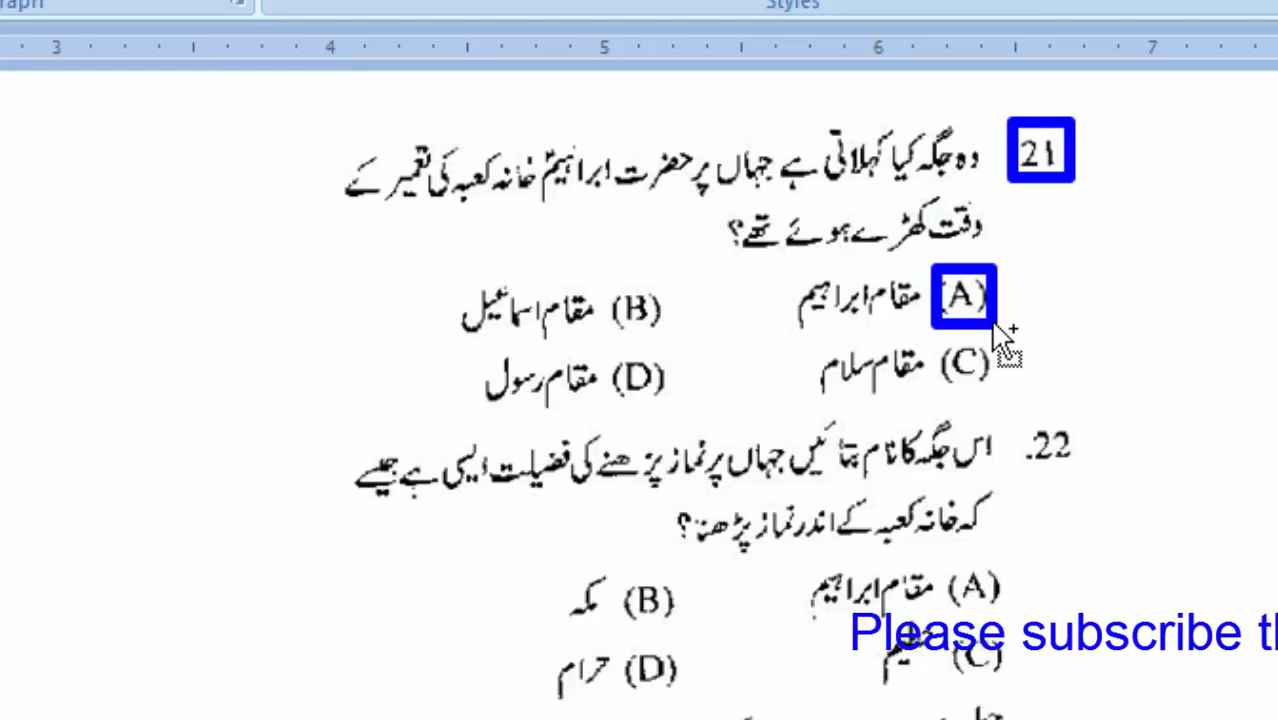 Styles
3 4 5 6 7
21 وہ جگہ کیا کہلاتی ہے جہاں پر حضرت ابراہیمؑ خانہ کعبہ کی تعمیر کے
وقت کھڑے ہوئے تھے؟
(A) مقام ابراہیم (B) مقام اسماعیل
(C) مقام سلام (D) مقام رسول
22. اس جگہ کا نام بتائیں جہاں پر نماز پڑھنے کی فضیلت ایسی ہے جیسے
کہ خانہ کعبہ کے اندر نماز پڑھنا؟
(A) مقام ابراہیم (B) مکہ
Please subscribe
(C) حطیم (D) حرام